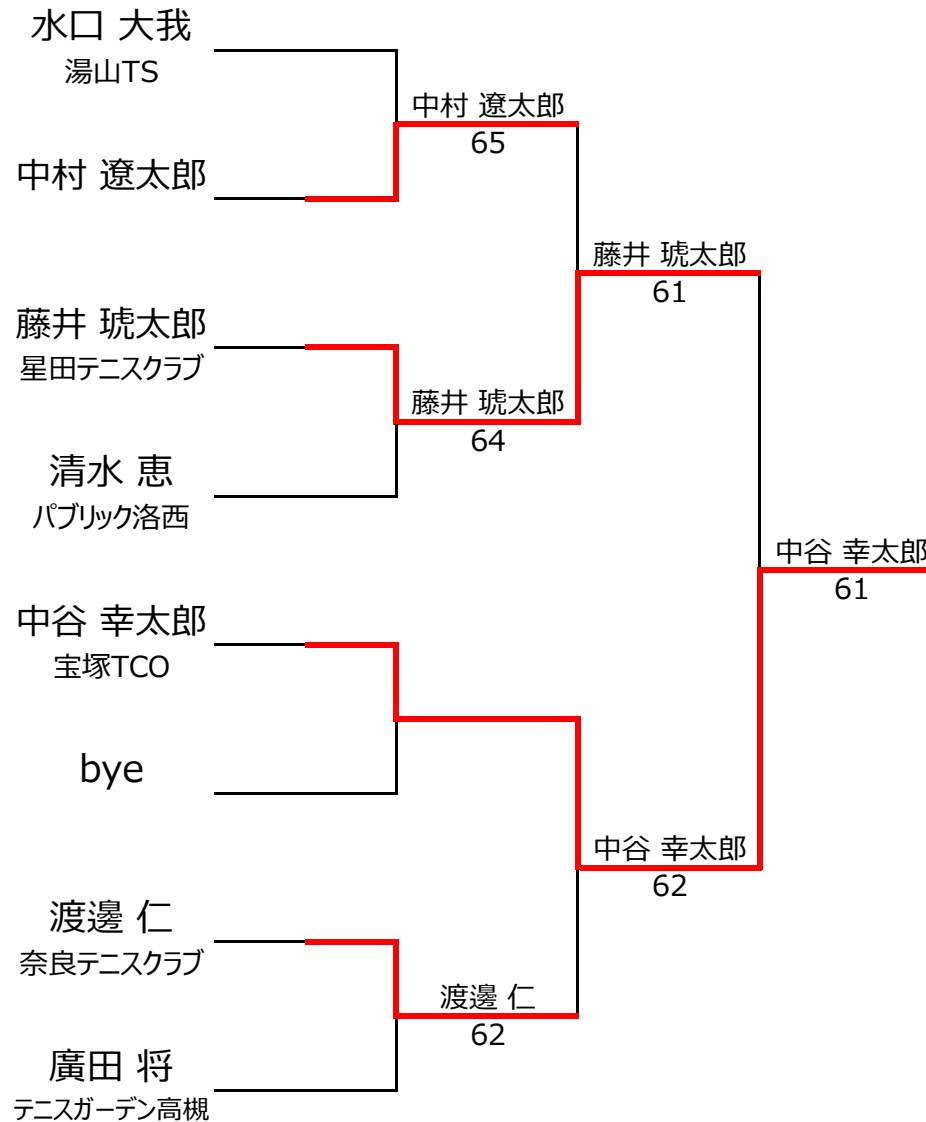 水口 大我
湯山TS
中村 遼太郎
65
中村 遼太郎
藤井 琥太郎
61
藤井 琥太郎
星田テニスクラブ
藤井 琥太郎
64
清水 恵
パブリック洛西
中谷 幸太郎
61
中谷 幸太郎
宝塚TCO
bye
中谷 幸太郎
62
渡邊 仁
奈良テニスクラブ
渡邊 仁
62
廣田 将
テニスガーデン高槻